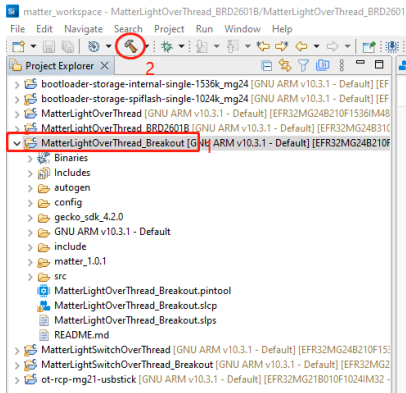 Si matter_workspace - MatterLightOverThread_BRD2601B/MatterLightOverThread_BRD2601
File Edit Navigate Search Project Run Window Help
2
Project Explorer
bootloader-storage-internal-single-1536k_mg24 [GNU ARM v10.3.1 - Default] [EF
bootloader-storage-spiflash-single-1024k_mg24 [GNU ARM v10.3.1 - Default] [EF
MatterLightOverThread [GNU ARM v10.3.1 - Default] [EFR32MG24B210F1536IM48
MatterLightOverThread_BRD2601B [GNU ARM v10.3.1 - Default] [EFR32MG24B310
MatterLightOverThread_Breakout [GNU ARM v10.3.1 - Default] [EFR32MG24B210F
1
Binaries
Includes
autogen
config
gecko_sdk_4.2.0
GNU ARM v10.3.1 - Default
include
matter_1.0.1
src
MatterLightOverThread_Breakout.pintool
MatterLightOverThread_Breakout.slcp
MatterLightOverThread_Breakout.slps
README.md
MatterLightSwitchOverThread [GNU ARM v10.3.1 - Default] [EFR32MG24B210F153
MatterLightSwitchOverThread_Breakout [GNU ARM v10.3.1 - Default] [EFR32MG2
ot-rcp-mg21-usbstick [GNU ARM v10.3.1 - Default] [EFR32MG21B010F1024IM32 -